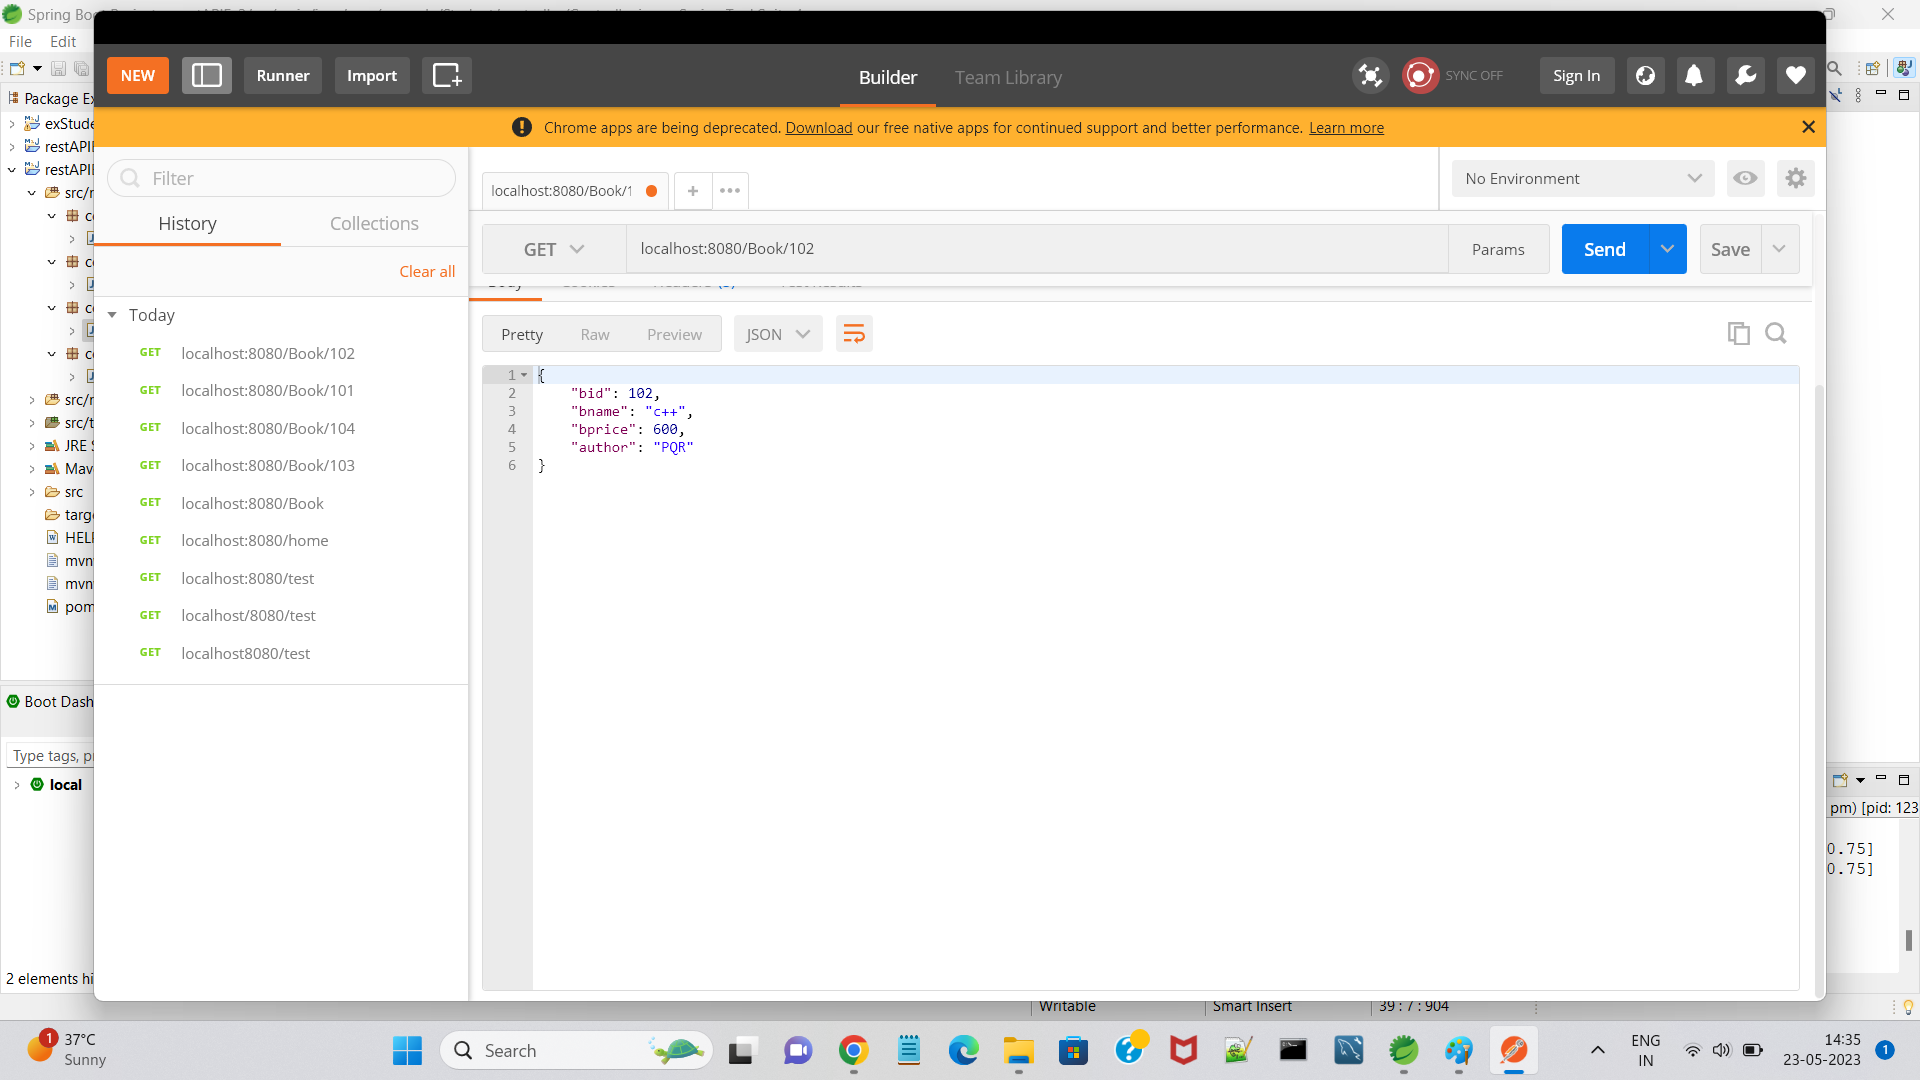 File Edit
Package Ex
exStude
restAPII
restAPII
src/r
src/r
src/t
JRE S
Mav
src
targ
HELI
mvn
mvn
pom
Boot Dash
Type tags, pr
local
2 elements hi
NEW Runner Import
Builder Team Library
SYNC OFF Sign In
Chrome apps are being deprecated. Download our free native apps for continued support and better performance. Learn more
Filter
History Collections
Clear all
Today
GET localhost:8080/Book/102
GET localhost:8080/Book/101
GET localhost:8080/Book/104
GET localhost:8080/Book/103
GET localhost:8080/Book
GET localhost:8080/home
GET localhost:8080/test
GET localhost/8080/test
GET localhost8080/test
localhost:8080/Book/1 + •••
No Environment
GET localhost:8080/Book/102 Params Send Save
Pretty Raw Preview JSON
1 {
2 "bid": 102,
3 "bname": "c++",
4 "bprice": 600,
5 "author": "PQR"
6 }
pm) [pid: 123
0.75]
0.75]
Writable Smart Insert 39 : 7 : 904
1 37°C
Sunny
Search
ENG
IN
14:35
23-05-2023
1